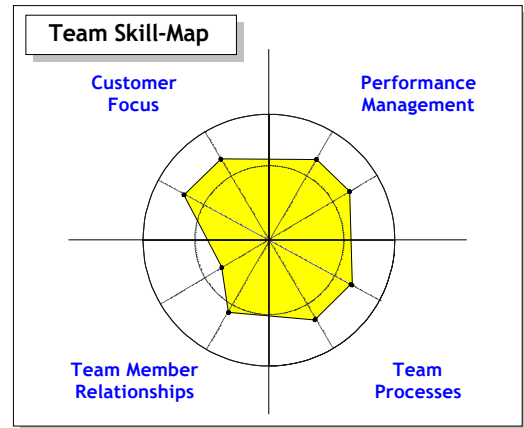 Team Skill-Map
Customer
Focus
Performance
Management
Team Member
Relationships
Team
Processes